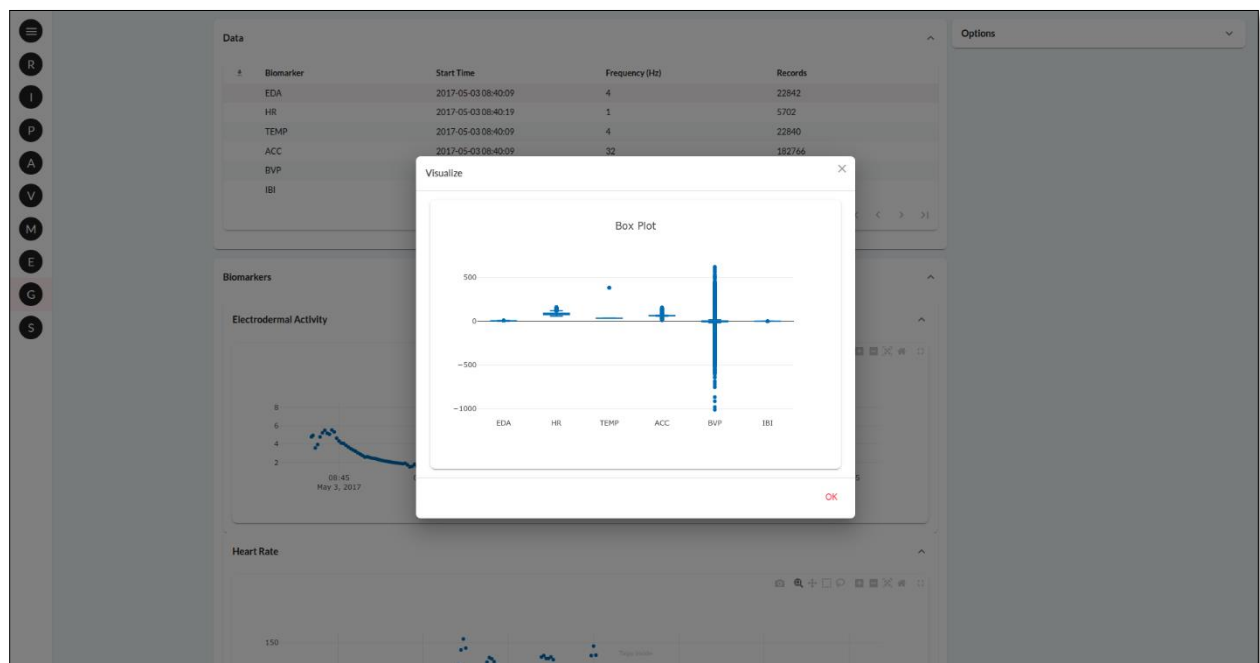 Data
Options
R
I
P
A
V
M
E
G
S
Biomarker Start Time Frequency (Hz) Records
EDA 2017-05-03 08:40:09 4 22842
HR 2017-05-03 08:40:19 1 5702
TEMP 2017-05-03 08:40:09 4 22840
ACC 2017-05-03 08:40:09 32 182766
BVP
IBI
Visualize
Box Plot
500
0
−500
−1000
EDA HR TEMP ACC BVP IBI
OK
Biomarkers
Electrodermal Activity
8
6
4
2
08:45
May 3, 2017
Heart Rate
150